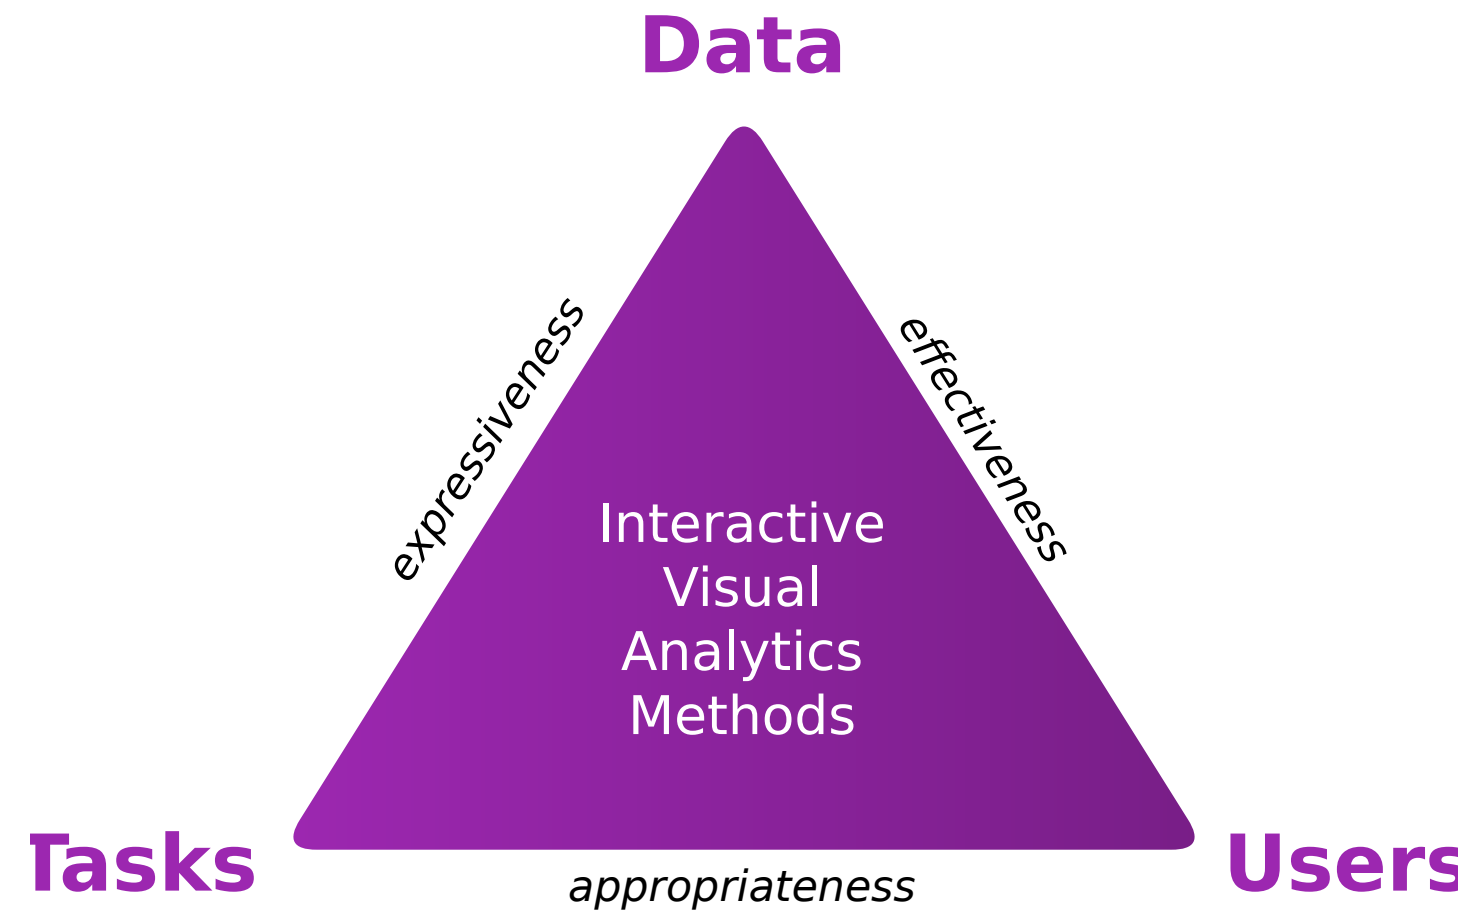 Data
expressiveness
effectiveness
Interactive
Visual
Analytics
Methods
Tasks
Users
appropriateness